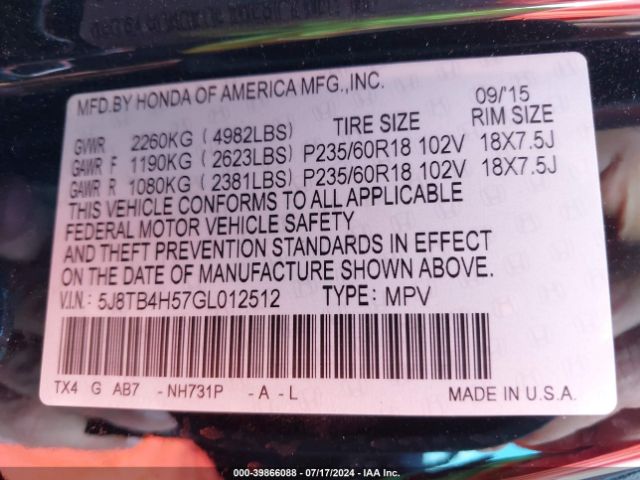 MFD.BY HONDA OF AMERICA MFG.,INC. 09/'15
GVWR 2260KG (4982LBS) TIRE SIZE RIM SIZE
GAWR F 1190KG (2623LBS) P235/60R18 102V 18X7.5J
GAWR R 1080KG (2381LBS) P235/60R18 102V 18X7.5J
THIS VEHICLE CONFORMS TO ALL APPLICABLE
FEDERAL MOTOR VEHICLE SAFETY
AND THEFT PREVENTION STANDARDS IN EFFECT
ON THE DATE OF MANUFACTURE SHOWN ABOVE.
V.I.N.: 5J8TB4H57GL012512 TYPE: MPV
TX4 G AB7 - NH731P - A - L MADE IN U.S.A.
000-39866088 - 07/17/2024 - IAA Inc.